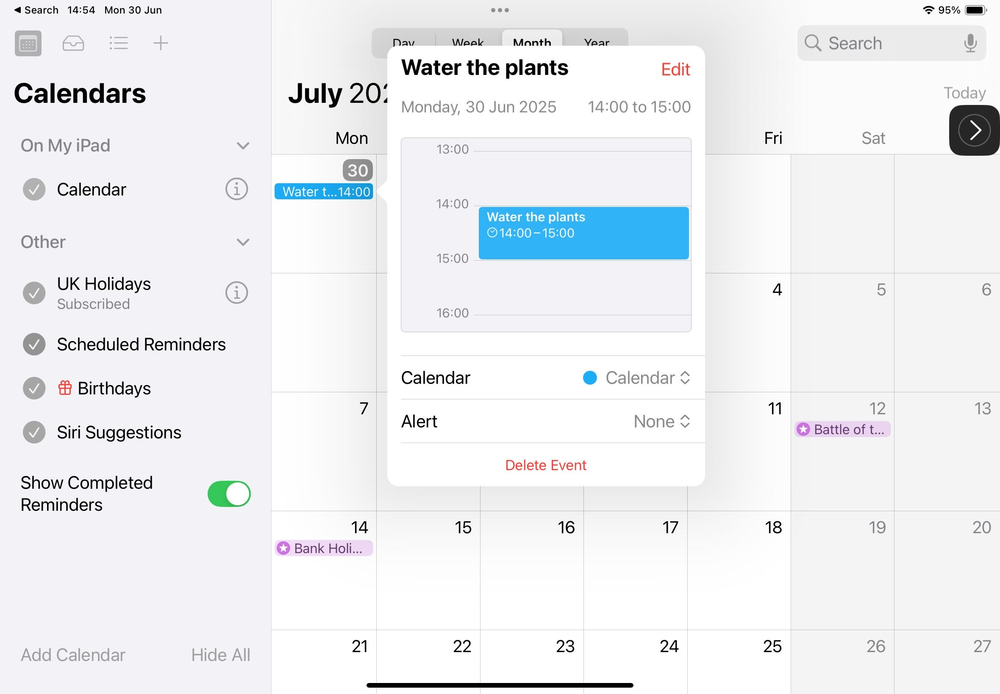 Search 14:54 Mon 30 Jun
95%
Calendars
On My iPad
Calendar
Other
UK Holidays
Subscribed
Scheduled Reminders
Birthdays
Siri Suggestions
Show Completed
Reminders
Add Calendar Hide All
Day Week Month Year
Search
July 202
Today
Mon Fri Sat
30
Water t... 14:00
Water the plants Edit
Monday, 30 Jun 2025 14:00 to 15:00
13:00
14:00
Water the plants
14:00 – 15:00
15:00
16:00
Calendar Calendar
Alert None
Delete Event
4 5 6
7 11 12 13
Battle of t...
14 15 16 17 18 19 20
Bank Holi...
21 22 23 24 25 26 27